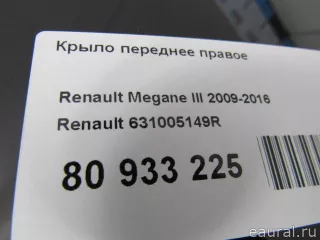 Крыло переднее правое
Renault Megane III 2009-2016
Renault 631005149R
80 933 225
eaural.ru